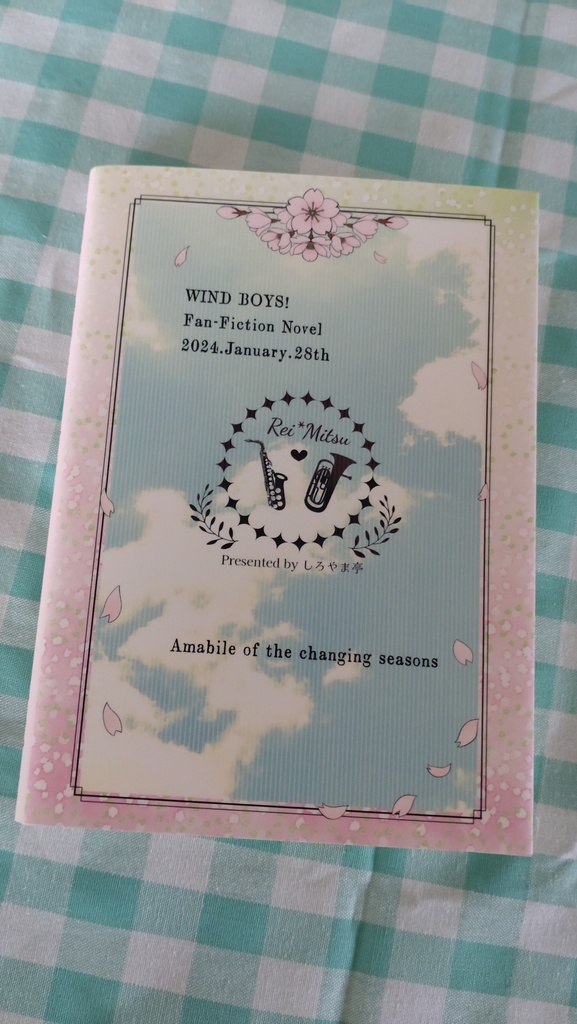 WIND BOYS!
Fan-Fiction Novel
2024.January.28th
Rei*Mitsu
Presented by しろやま亭
Amabile of the changing seasons